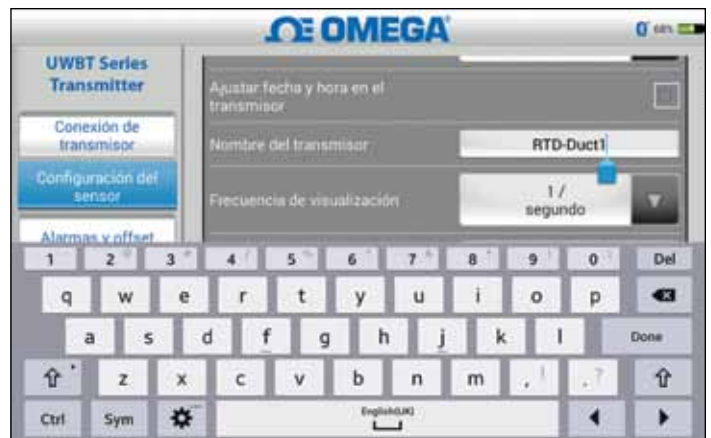 OMEGA
68%
UWBT Series
Transmitter
Conexión de
transmisor
Configuración del
sensor
Alarmas y offset
Ajustar fecha y hora en el
transmisor
Nombre del transmisor
RTD-Duct1
Frecuencia de visualización
1 /
segundo
1 2 3 4 5 6 7 8 9 0 Del
q w e r t y u i o p
a s d f g h j k l Done
z x c v b n m , ! . ?
Ctrl Sym English(UK)